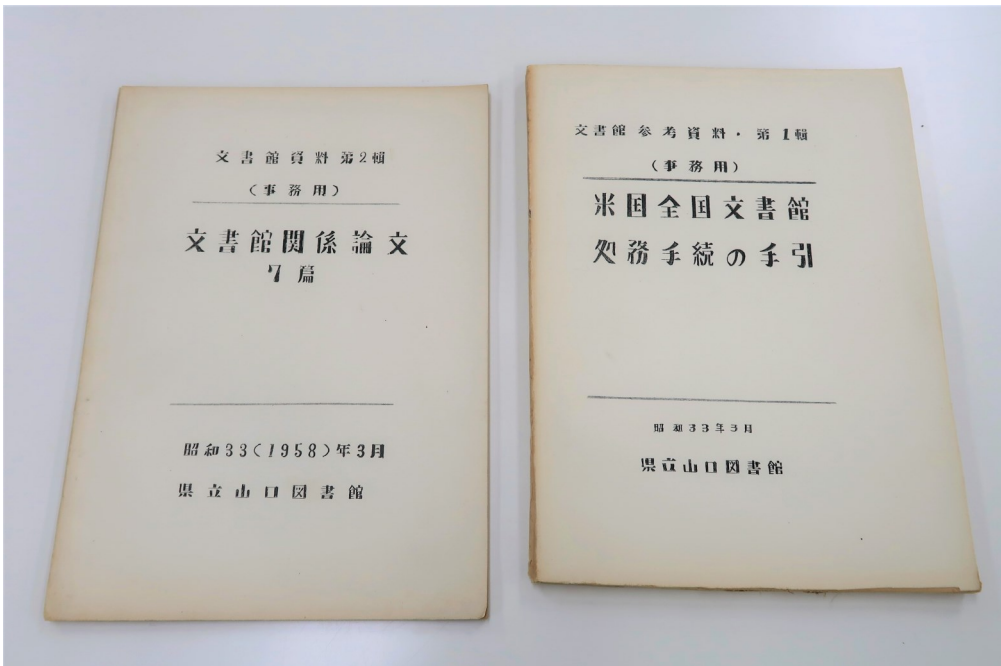 文書館資料第2輯
（事務用）
文書館関係論文
7篇
昭和33(1958)年3月
県立山口図書館
文書館参考資料・第1輯
（事務用）
米国全国文書館
処務手続の手引
昭和33年3月
県立山口図書館